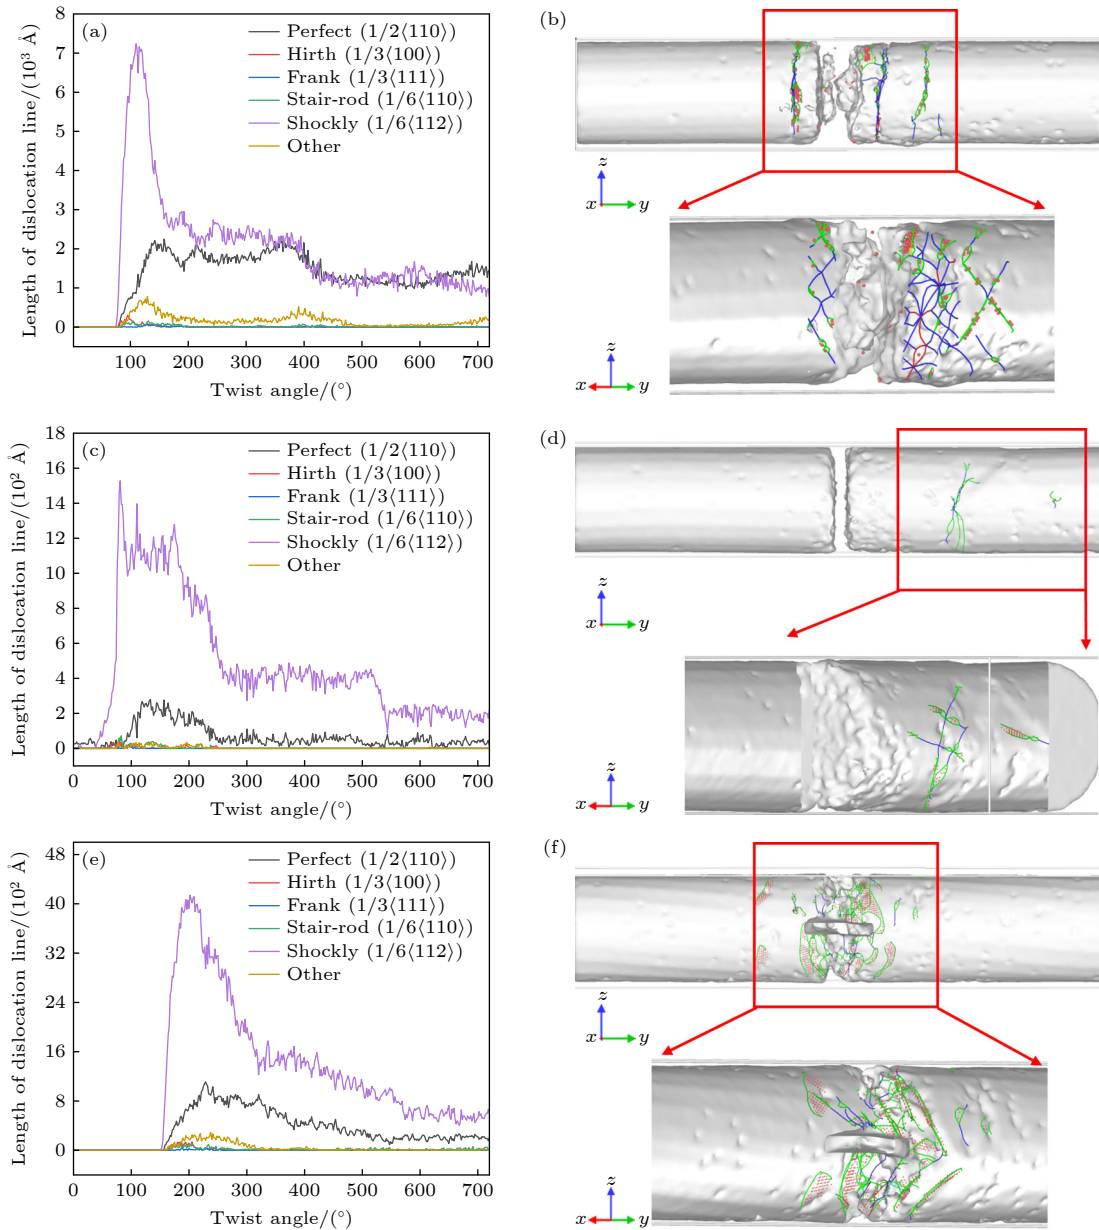 (a)
8
7
6
5
4
3
2
1
0
Length of dislocation line/(10³ Å)
Perfect (1/2⟨110⟩)
Hirth (1/3⟨100⟩)
Frank (1/3⟨111⟩)
Stair-rod (1/6⟨110⟩)
Shockly (1/6⟨112⟩)
Other
0 100 200 300 400 500 600 700
Twist angle/(°)
(b)
z
x y
z
x y
(c)
18
16
14
12
10
8
6
4
2
0
Length of dislocation line/(10² Å)
Perfect (1/2⟨110⟩)
Hirth (1/3⟨100⟩)
Frank (1/3⟨111⟩)
Stair-rod (1/6⟨110⟩)
Shockly (1/6⟨112⟩)
Other
0 100 200 300 400 500 600 700
Twist angle/(°)
(d)
z
x y
z
x y
(e)
48
40
32
24
16
8
0
Length of dislocation line/(10² Å)
Perfect (1/2⟨110⟩)
Hirth (1/3⟨100⟩)
Frank (1/3⟨111⟩)
Stair-rod (1/6⟨110⟩)
Shockly (1/6⟨112⟩)
Other
0 100 200 300 400 500 600 700
Twist angle/(°)
(f)
z
x y
z
x y